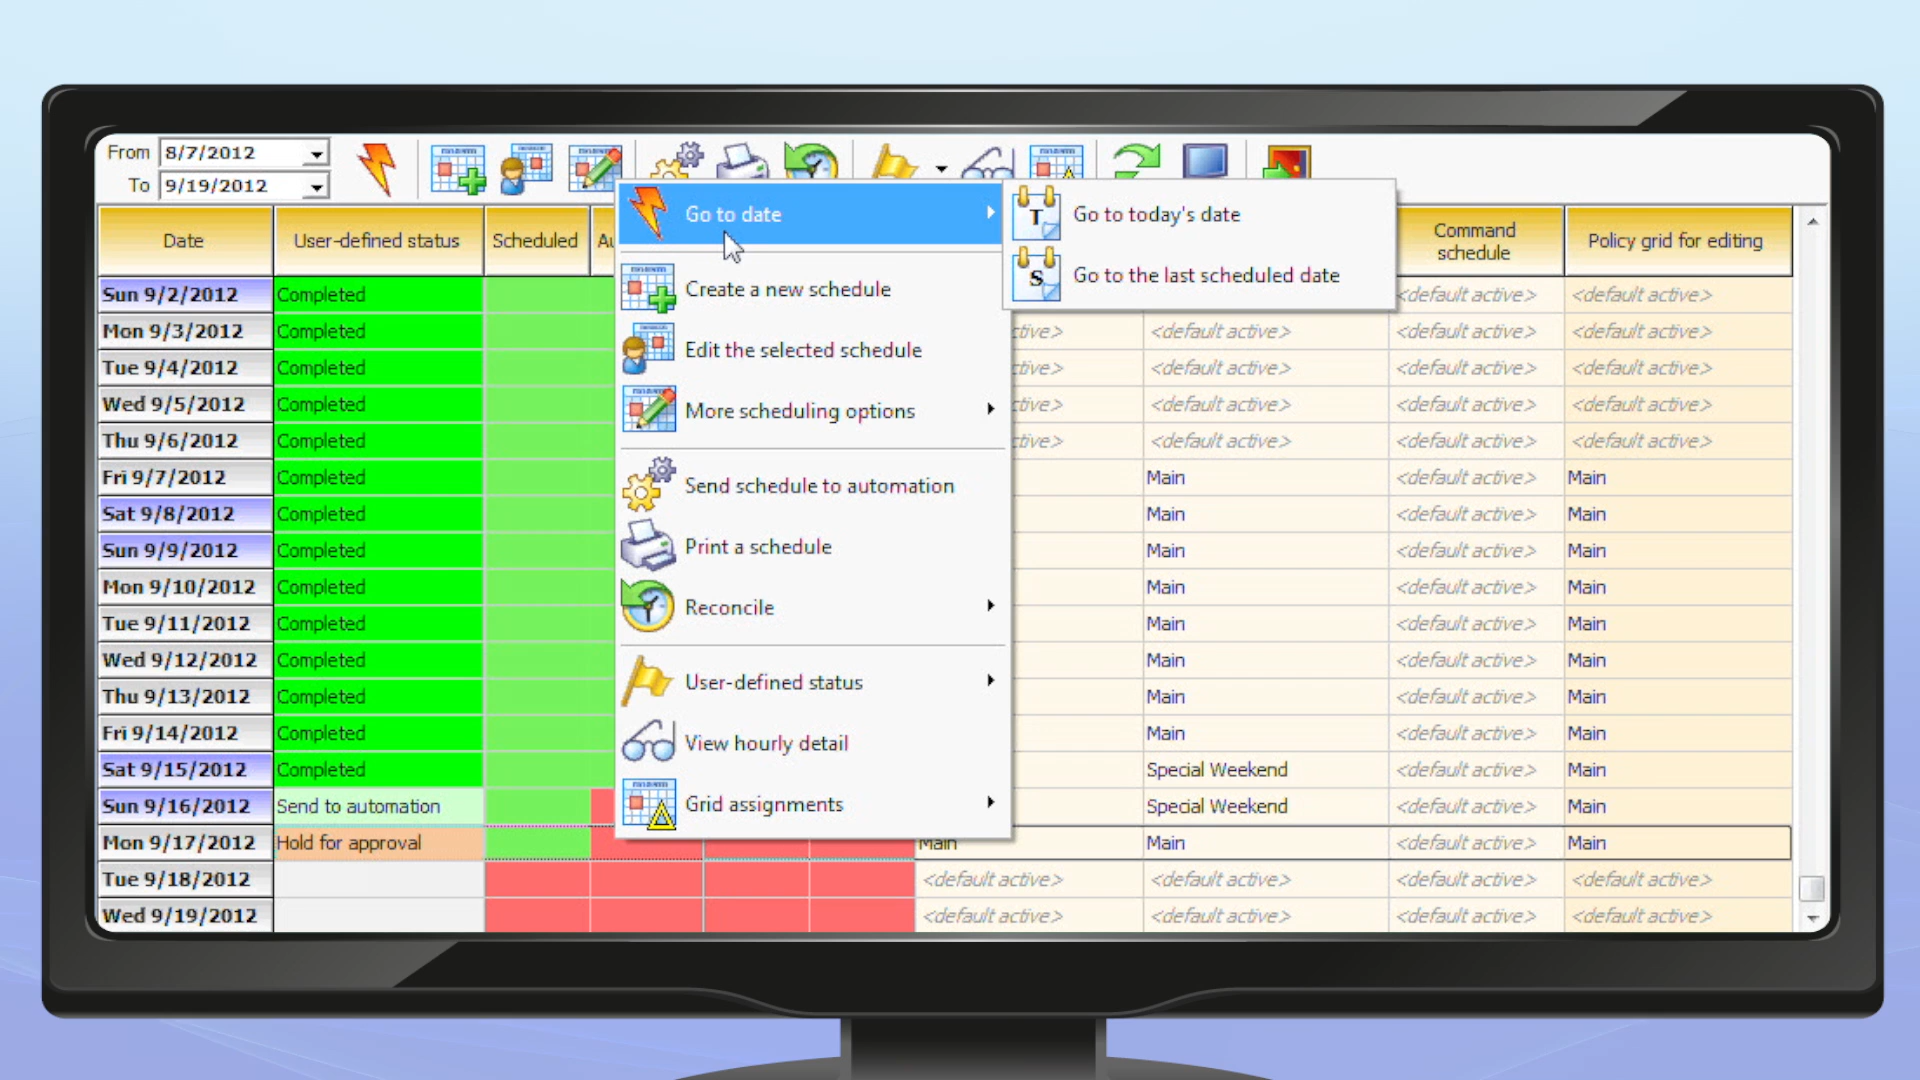 From 8/7/2012
To 9/19/2012
Date User-defined status Scheduled Au Command schedule Policy grid for editing
Go to date
Go to today's date
Go to the last scheduled date
Create a new schedule
Edit the selected schedule
More scheduling options
Send schedule to automation
Print a schedule
Reconcile
User-defined status
View hourly detail
Grid assignments
Sun 9/2/2012 Completed <default active> <default active>
Mon 9/3/2012 Completed ctive> <default active> <default active> <default active>
Tue 9/4/2012 Completed ctive> <default active> <default active> <default active>
Wed 9/5/2012 Completed ctive> <default active> <default active> <default active>
Thu 9/6/2012 Completed ctive> <default active> <default active> <default active>
Fri 9/7/2012 Completed Main <default active> Main
Sat 9/8/2012 Completed Main <default active> Main
Sun 9/9/2012 Completed Main <default active> Main
Mon 9/10/2012 Completed Main <default active> Main
Tue 9/11/2012 Completed Main <default active> Main
Wed 9/12/2012 Completed Main <default active> Main
Thu 9/13/2012 Completed Main <default active> Main
Fri 9/14/2012 Completed Main <default active> Main
Sat 9/15/2012 Completed Special Weekend <default active> Main
Sun 9/16/2012 Send to automation Special Weekend <default active> Main
Mon 9/17/2012 Hold for approval Main Main <default active> Main
Tue 9/18/2012 <default active> <default active> <default active> <default active>
Wed 9/19/2012 <default active> <default active> <default active> <default active>